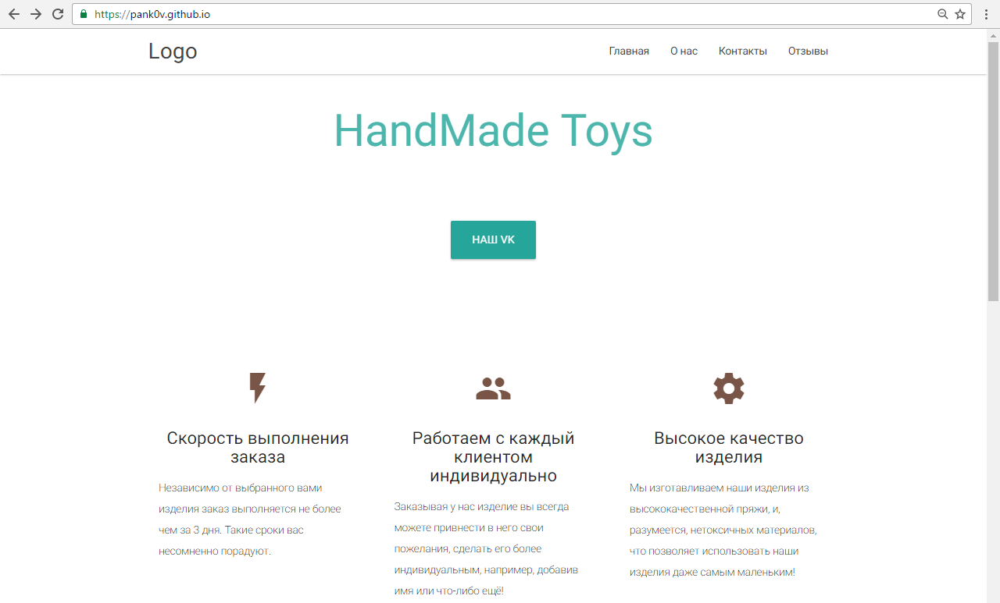 https://pank0v.github.io
Logo
Главная О нас Контакты Отзывы
HandMade Toys
НАШ VK
Скорость выполнения
заказа
Независимо от выбранного вами
изделия заказ выполняется не более
чем за 3 дня. Такие сроки вас
несомненно порадуют.
Работаем с каждый
клиентом
индивидуально
Заказывая у нас изделие вы всегда
можете привнести в него свои
пожелания, сделать его более
индивидуальным, например, добавив
имя или что-либо ещё!
Высокое качество
изделия
Мы изготавливаем наши изделия из
высококачественной пряжи, и,
разумеется, нетоксичных материалов,
что позволяет использовать наши
изделия даже самым маленьким!